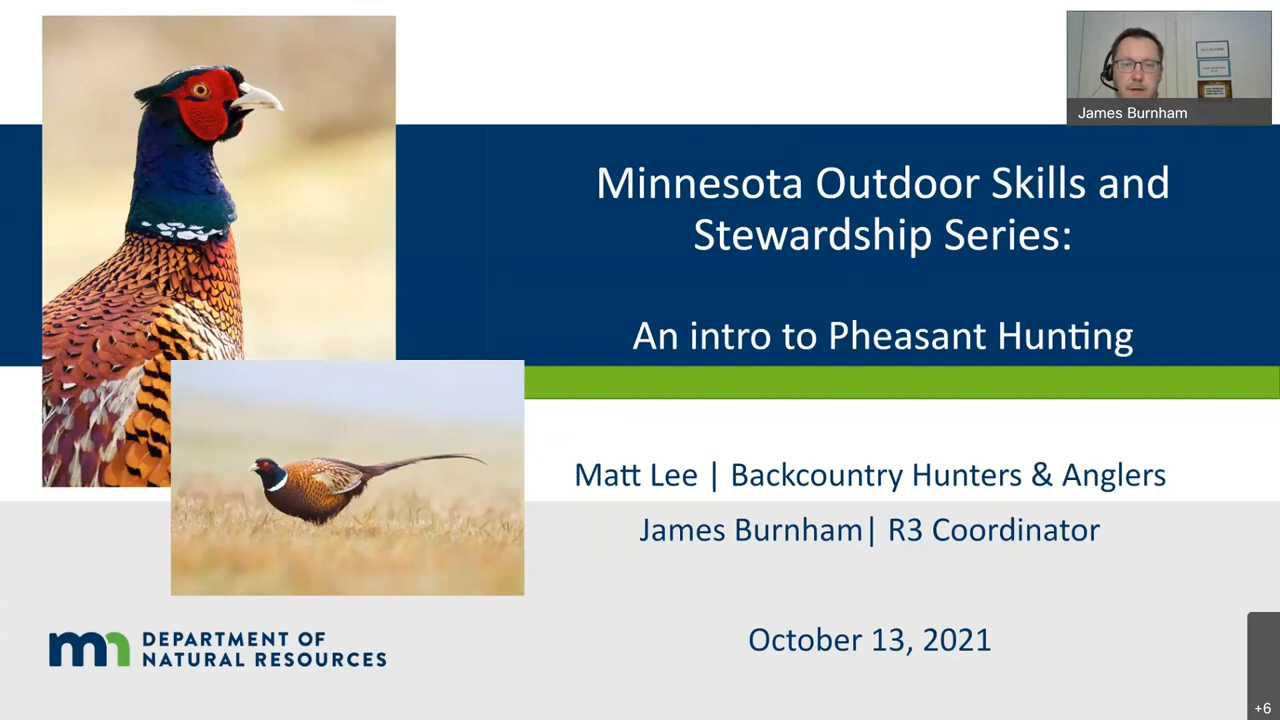 James Burnham
Minnesota Outdoor Skills and
Stewardship Series:
An intro to Pheasant Hunting
Matt Lee | Backcountry Hunters & Anglers
James Burnham| R3 Coordinator
October 13, 2021
mn DEPARTMENT OF
NATURAL RESOURCES
+6